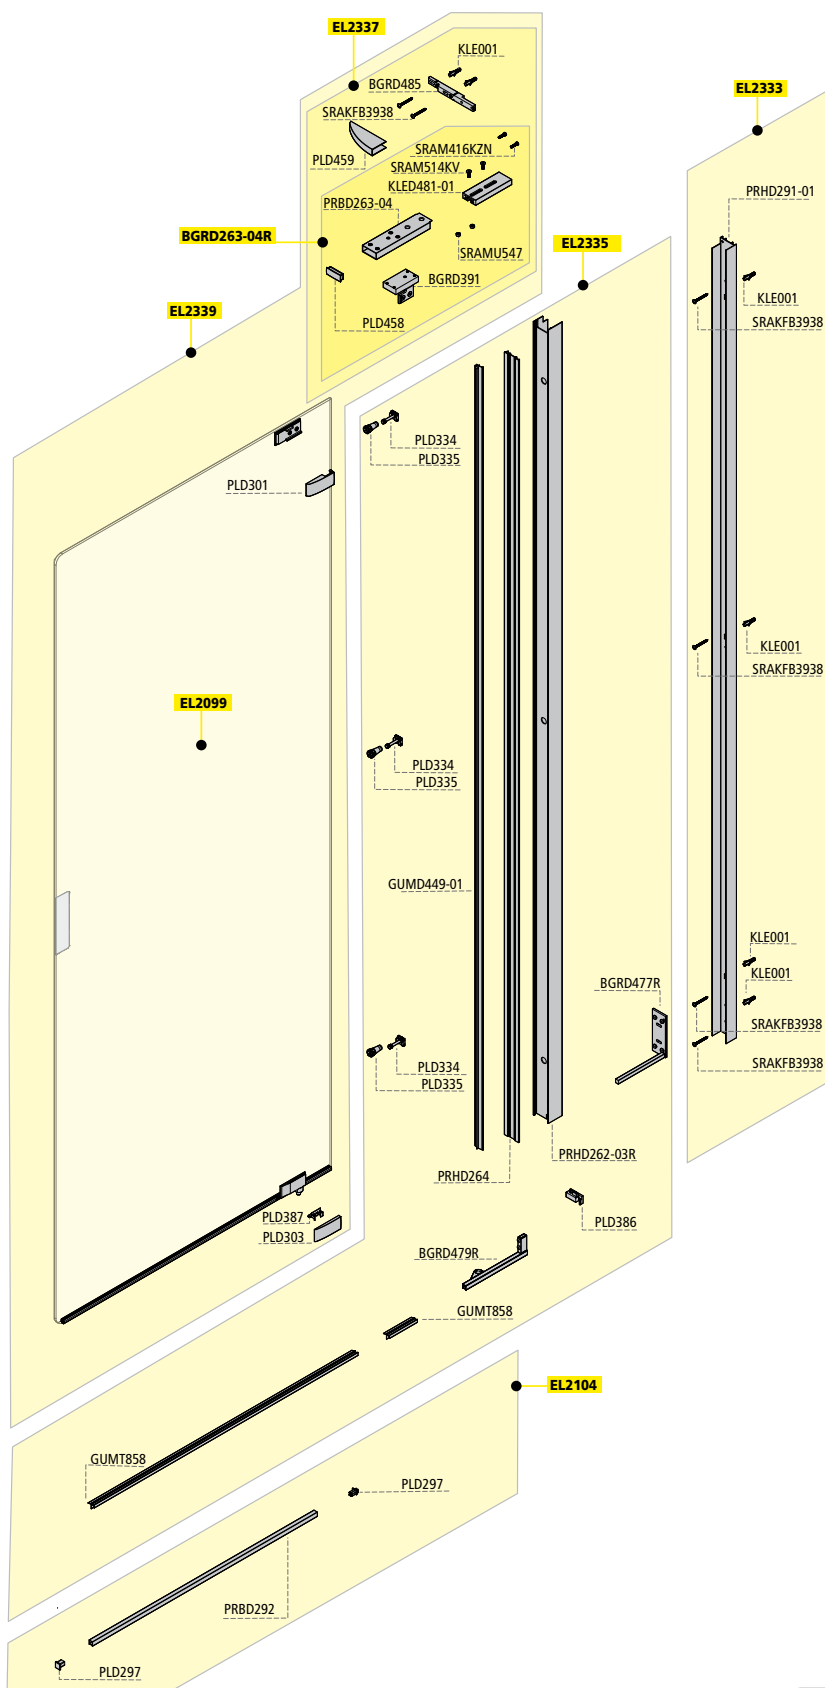 EL2337
KLE001
BGRD485
EL2333
SRAKFB3938
SRAM416KZN
PLD459
SRAM514KV
KLED481-01
PRHD291-01
PRBD263-04
BGRD263-04R
EL2335
SRAMU547
BGRD391
KLE001
EL2339
PLD458
SRAKFB3938
PLD334
PLD335
PLD301
KLE001
SRAKFB3938
EL2099
PLD334
PLD335
GUMD449-01
KLE001
KLE001
BGRD477R
SRAKFB3938
PLD334
SRAKFB3938
PLD335
PRHD262-03R
PRHD264
PLD387
PLD386
PLD303
BGRD479R
GUMT858
EL2104
GUMT858
PLD297
PRBD292
PLD297